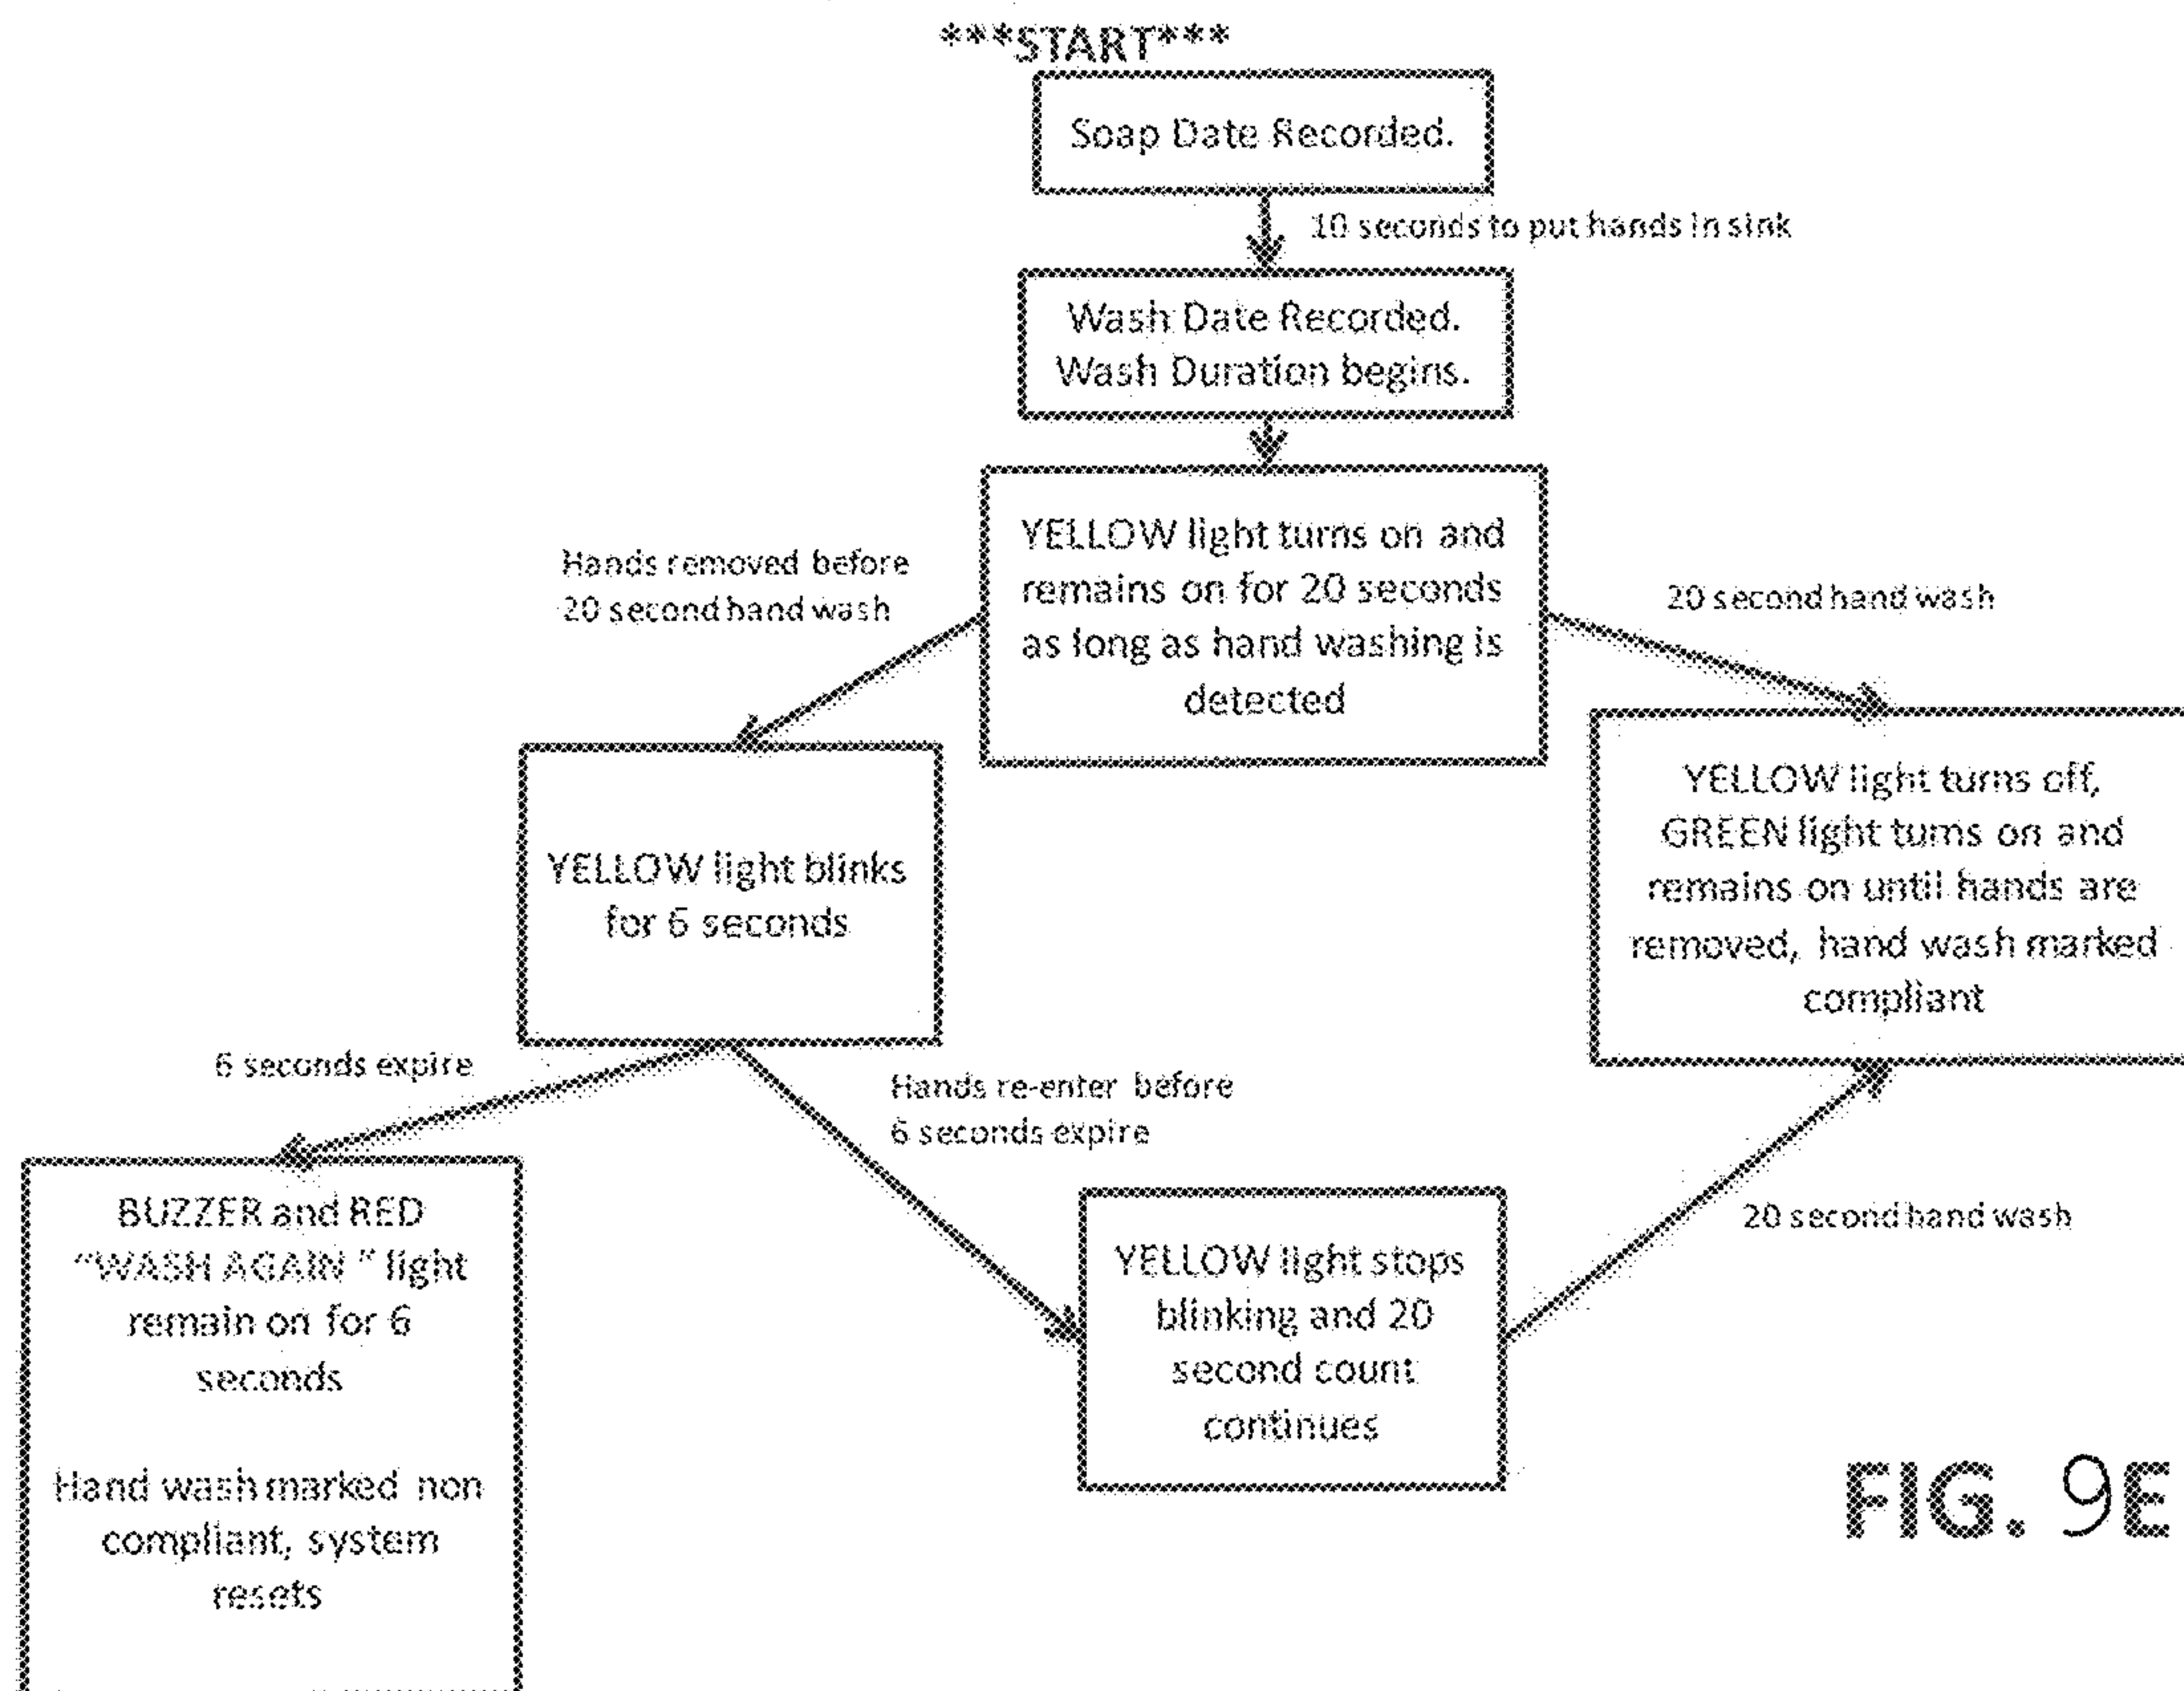 ***START***
Soap Date Recorded.
10 seconds to put hands in sink
Wash Date Recorded.
Wash Duration begins.
YELLOW light turns on and
remains on for 20 seconds
as long as hand washing is
detected
Hands removed before
20 second hand wash
20 second hand wash
YELLOW light blinks
for 6 seconds
YELLOW light turns off,
GREEN light turns on and
remains on until hands are
removed, hand wash marked
compliant
6 seconds expire
Hands re-enter before
6 seconds expire
BUZZER and RED
"WASH AGAIN " light
remain on for 6
seconds
Hand wash marked non
compliant, system
resets
YELLOW light stops
blinking and 20
second count
continues
20 second hand wash
FIG. 9E